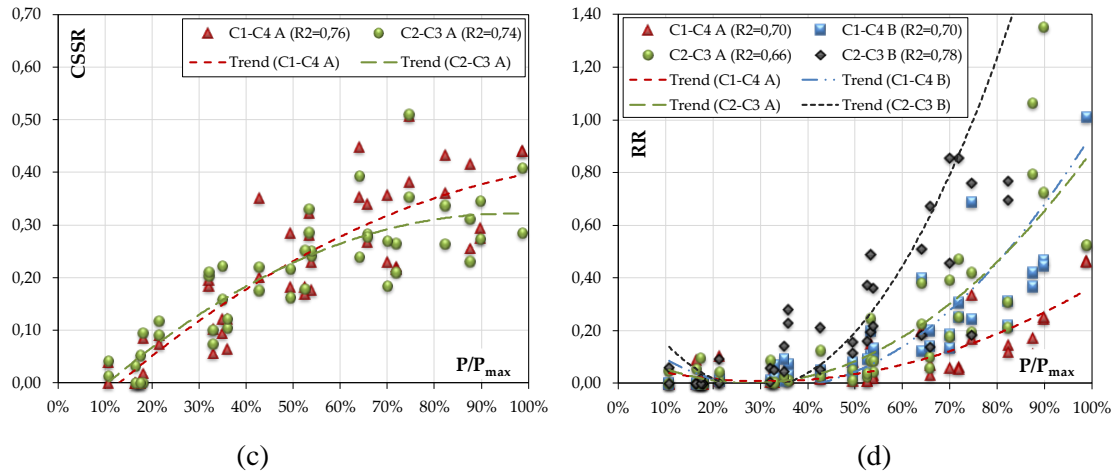 CSSR
C1-C4 A (R2=0,76)
C2-C3 A (R2=0,74)
Trend (C1-C4 A)
Trend (C2-C3 A)
0,70
0,60
0,50
0,40
0,30
0,20
0,10
0,00
P/Pmax
0% 10% 20% 30% 40% 50% 60% 70% 80% 90% 100%
(c)
RR
C1-C4 A (R2=0,70)
C1-C4 B (R2=0,70)
C2-C3 A (R2=0,66)
C2-C3 B (R2=0,78)
Trend (C1-C4 A)
Trend (C1-C4 B)
Trend (C2-C3 A)
Trend (C2-C3 B)
1,40
1,20
1,00
0,80
0,60
0,40
0,20
0,00
P/Pmax
0% 10% 20% 30% 40% 50% 60% 70% 80% 90% 100%
(d)